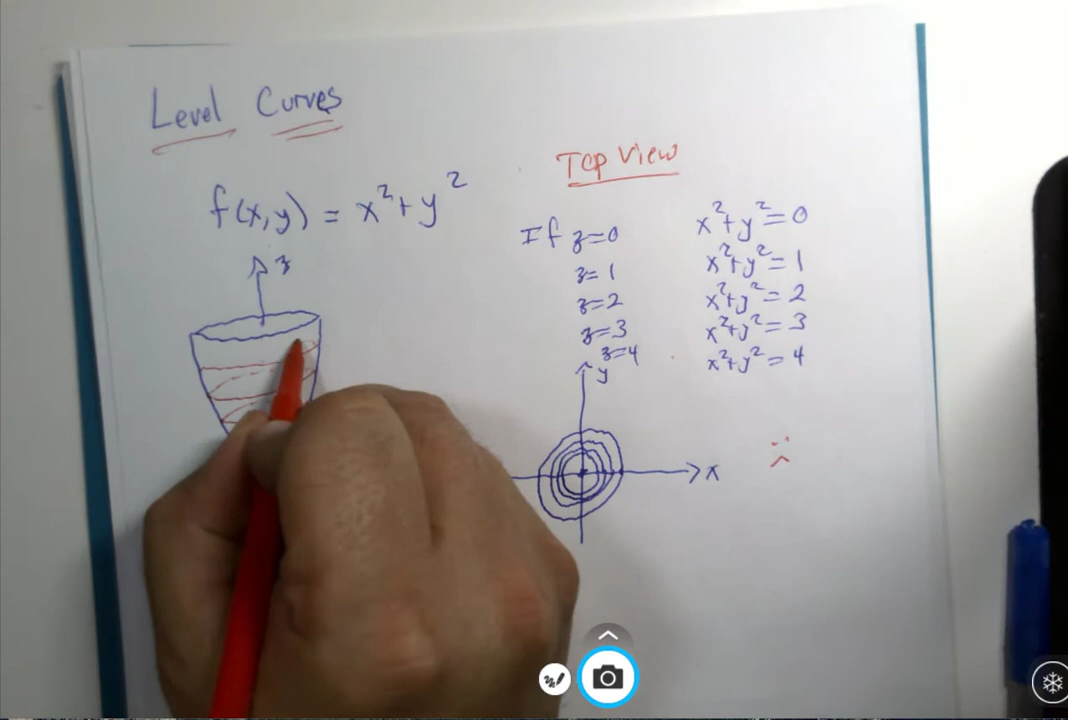 Level Curves
Top View
f(x,y) = x²+y²
If z=0 x²+y²=0
z=1 x²+y²=1
z=2 x²+y²=2
z=3 x²+y²=3
z=4 x²+y²=4
z
y
x